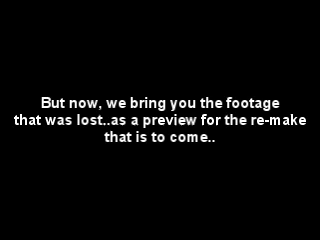 But now, we bring you the footage
that was lost..as a preview for the re-make
that is to come..